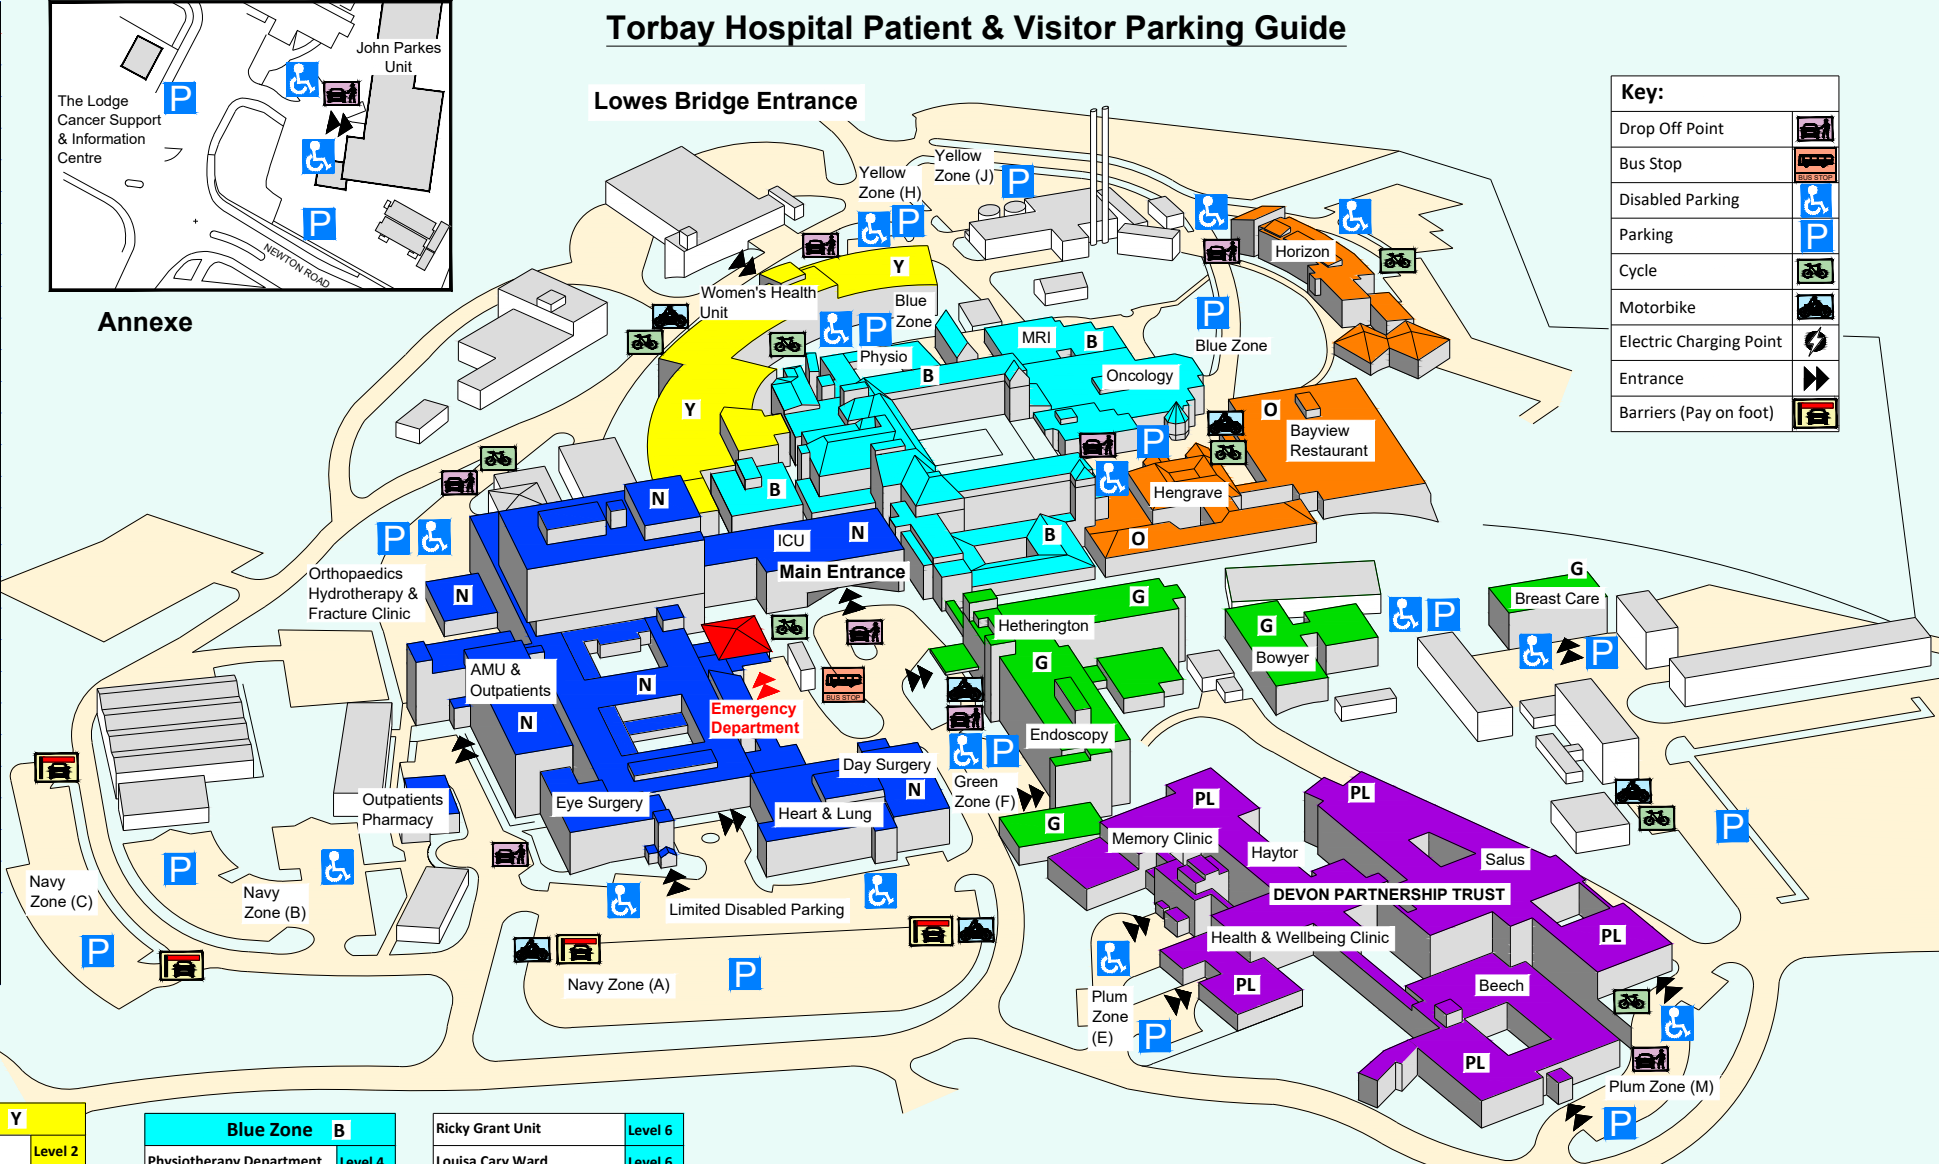 Torbay Hospital Patient & Visitor Parking Guide
John Parkes
Unit
The Lodge
Cancer Support
& Information
Centre
P
P
NEWTON ROAD
Annexe
Lowes Bridge Entrance
Key:
Drop Off Point
Bus Stop
BUS STOP
Disabled Parking
Parking
P
Cycle
Motorbike
Electric Charging Point
Entrance
Barriers (Pay on foot)
Yellow
Zone (J)
P
Yellow
Zone (H)
P
Y
Women's Health
Unit
Blue
Zone
P
Physio
Horizon
P
Blue Zone
MRI
B
B
Oncology
Y
O
Bayview
Restaurant
P
Hengrave
N
B
ICU
N
B
O
Main Entrance
P
Orthopaedics
Hydrotherapy &
Fracture Clinic
N
G
Hetherington
G
Bowyer
P
G
Breast Care
P
AMU &
Outpatients
N
N
Emergency
Department
BUS STOP
G
Endoscopy
P
Green
Zone (F)
Day Surgery
N
Outpatients
Pharmacy
Eye Surgery
Heart & Lung
G
PL
Memory Clinic
PL
Haytor
Salus
DEVON PARTNERSHIP TRUST
P
Navy
Zone (C)
P
Navy
Zone (B)
P
Limited Disabled Parking
Navy Zone (A)
P
Health & Wellbeing Clinic
PL
PL
Beech
Plum
Zone
(E)
P
PL
Plum Zone (M)
P
Y
Level 2
Blue Zone B
Physiotherapy Department Level 4
Ricky Grant Unit Level 6
Louisa Cary Ward Level 6